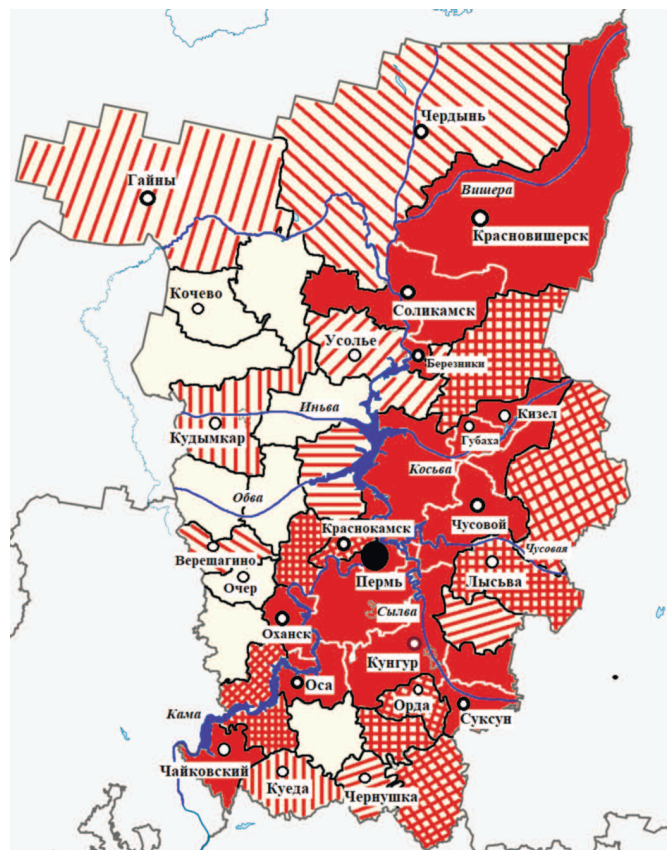 Чердынь
Гайны
Вишера
Красновишерск
Кочево
Соликамск
Усолье
Березники
Иньва
Кизел
Губаха
Кудымкар
Косьва
Обва
Чусовой
Краснокамск
Чусовая
Верещагино
Пермь
Лысьва
Очер
Сылва
Оханск
Кунгур
Оса
Орда
Кама
Суксун
Чайковский
Куеда
Чернушка